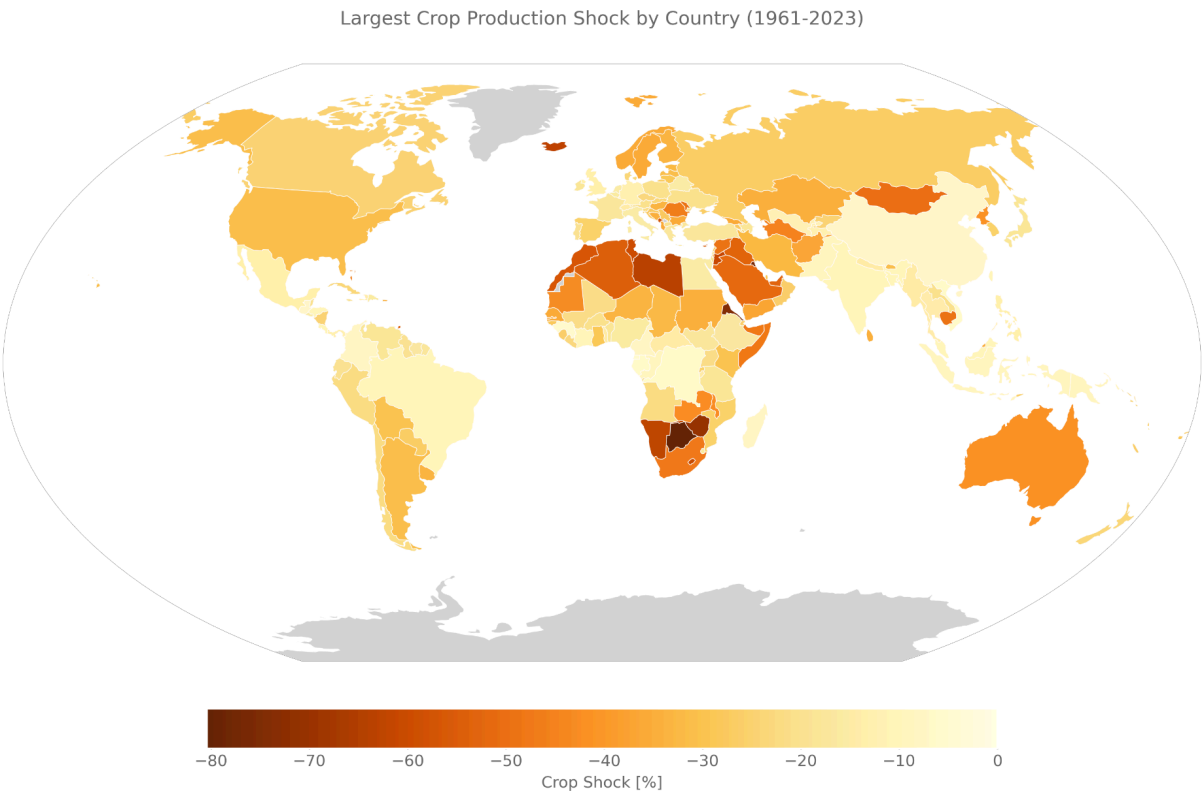 Largest Crop Production Shock by Country (1961-2023)
−80 −70 −60 −50 −40 −30 −20 −10 0
Crop Shock [%]